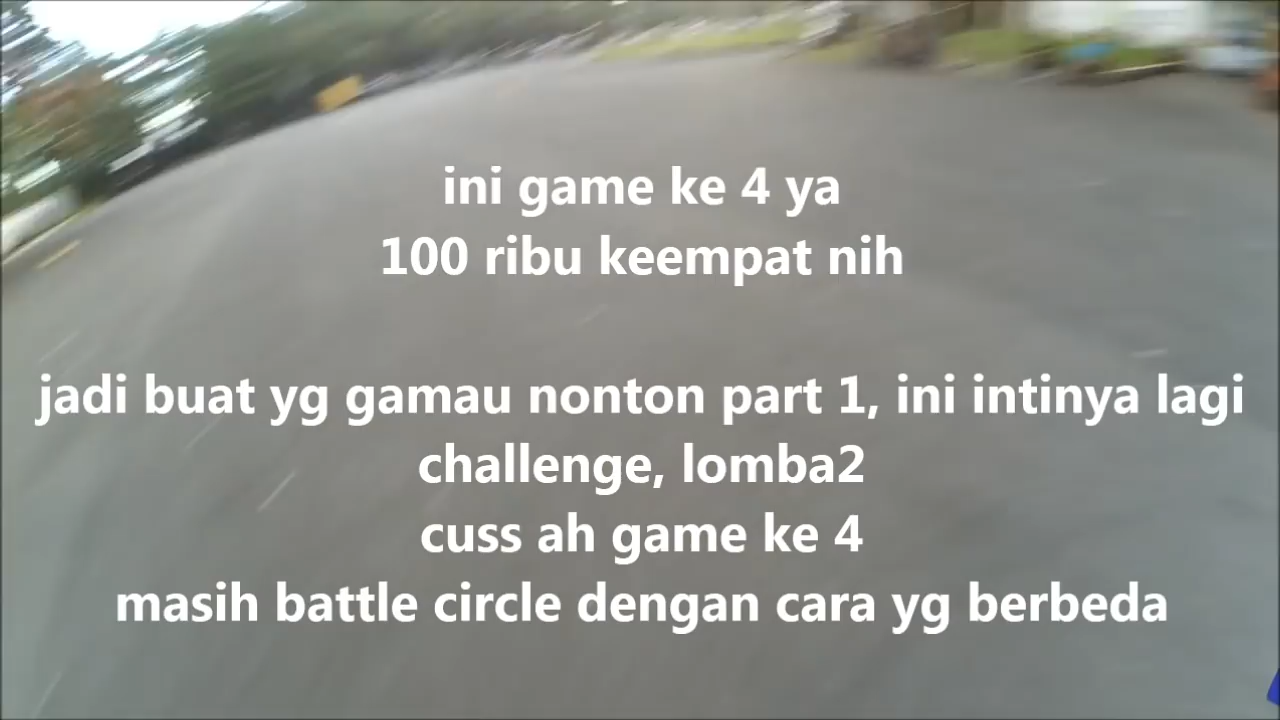 ini game ke 4 ya
100 ribu keempat nih
jadi buat yg gamau nonton part 1, ini intinya lagi
challenge, lomba2
cuss ah game ke 4
masih battle circle dengan cara yg berbeda